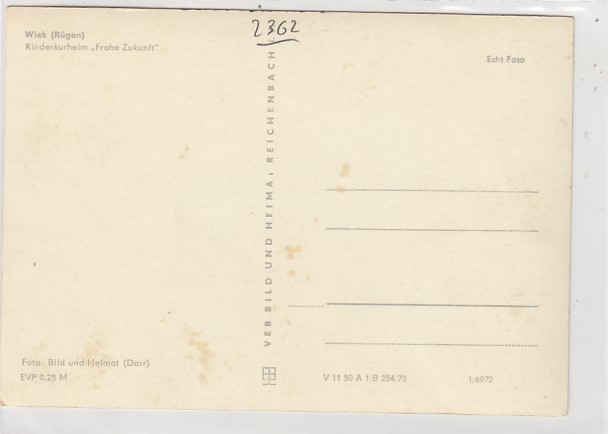 2362
Wiek (Rügen)
Kinderkurheim „Frohe Zukunft"
Echt Foto
VEB BILD UND HEIMAT REICHENBACH
Foto: Bild und Heimat (Darr)
EVP 0,25 M
V 11 50 A 1/B 254/70
1/6972